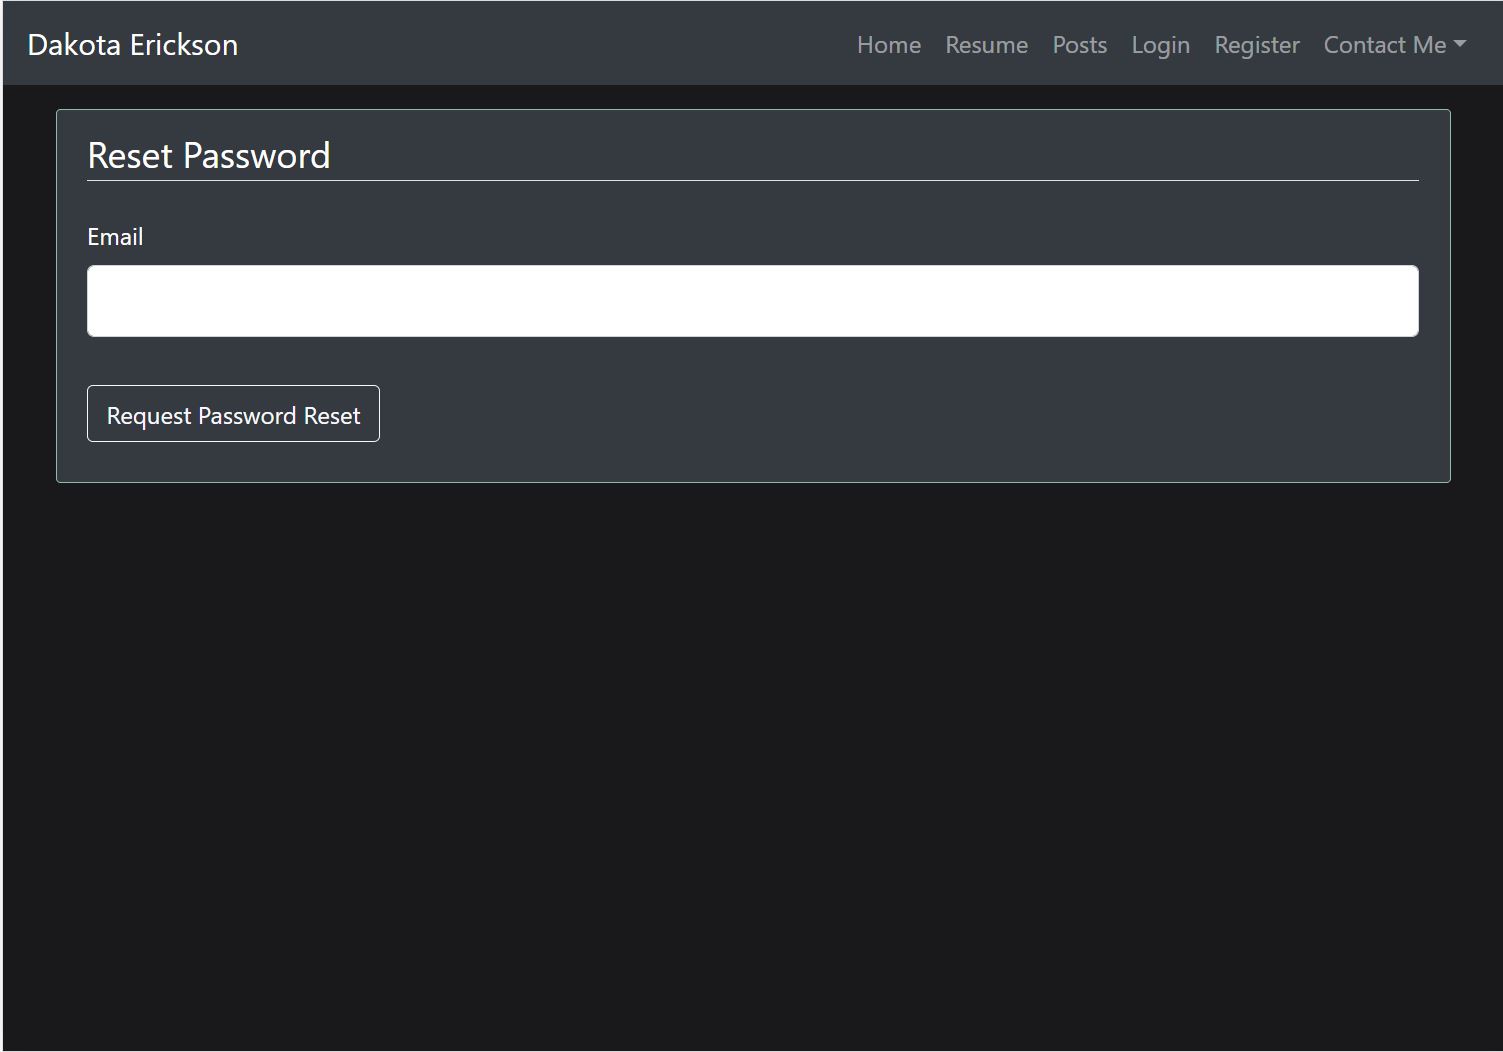 Dakota Erickson Home Resume Posts Login Register Contact Me
Reset Password
Email
Request Password Reset